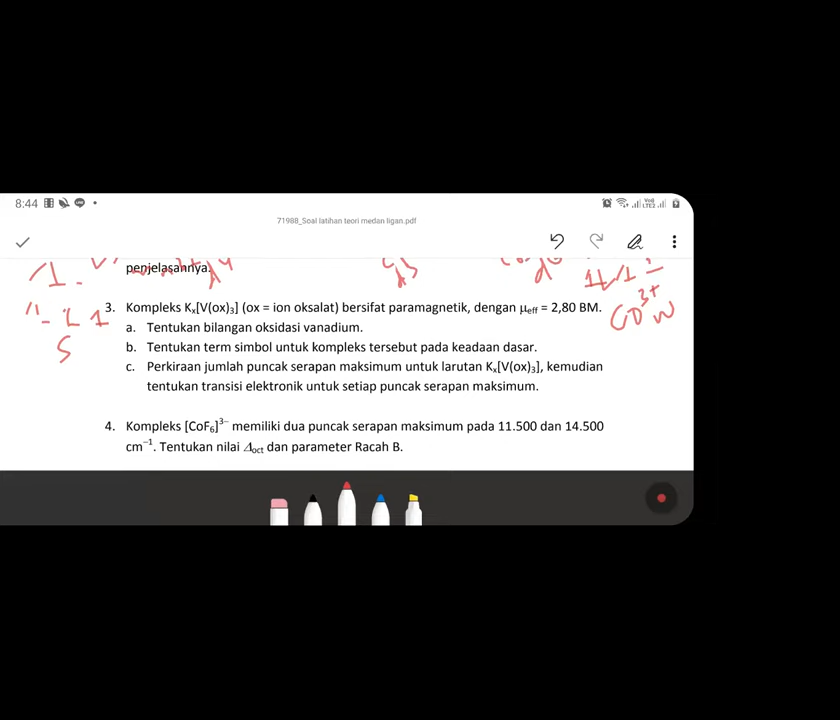 8:44
71988_Soal latihan teori medan ligan.pdf
penjelasannya.
3. Kompleks Kₓ[V(ox)₃] (ox = ion oksalat) bersifat paramagnetik, dengan μeff = 2,80 BM.
a. Tentukan bilangan oksidasi vanadium.
b. Tentukan term simbol untuk kompleks tersebut pada keadaan dasar.
c. Perkiraan jumlah puncak serapan maksimum untuk larutan Kₓ[V(ox)₃], kemudian
tentukan transisi elektronik untuk setiap puncak serapan maksimum.
4. Kompleks [CoF₆]³⁻ memiliki dua puncak serapan maksimum pada 11.500 dan 14.500
cm⁻¹. Tentukan nilai Δoct dan parameter Racah B.